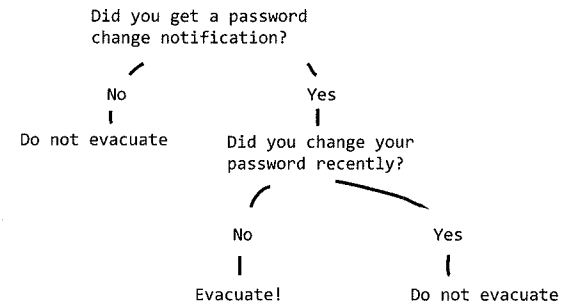 Did you get a password
change notification?
No
Yes
Do not evacuate
Did you change your
password recently?
No
Yes
Evacuate!
Do not evacuate